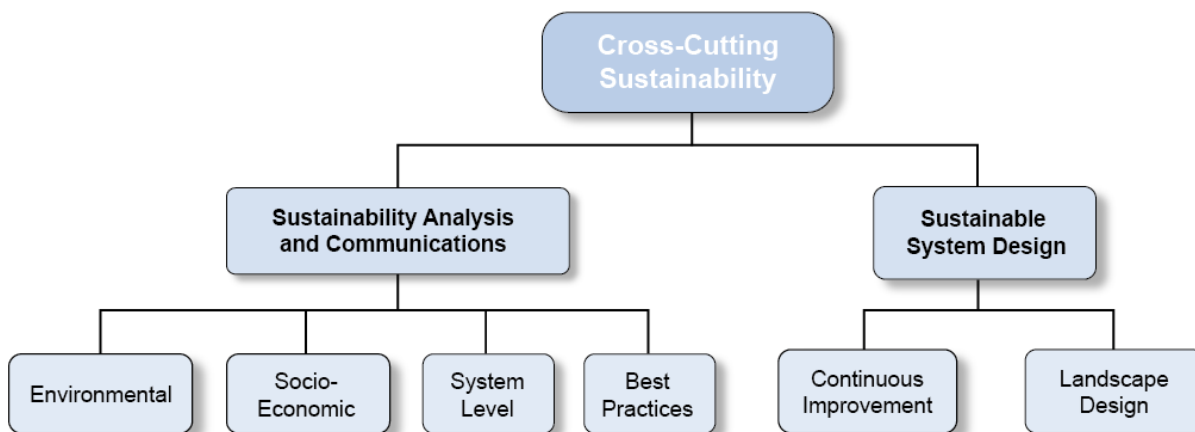 Cross-Cutting
Sustainability
Sustainability Analysis
and Communications
Sustainable
System Design
Environmental
Socio-
Economic
System
Level
Best
Practices
Continuous
Improvement
Landscape
Design